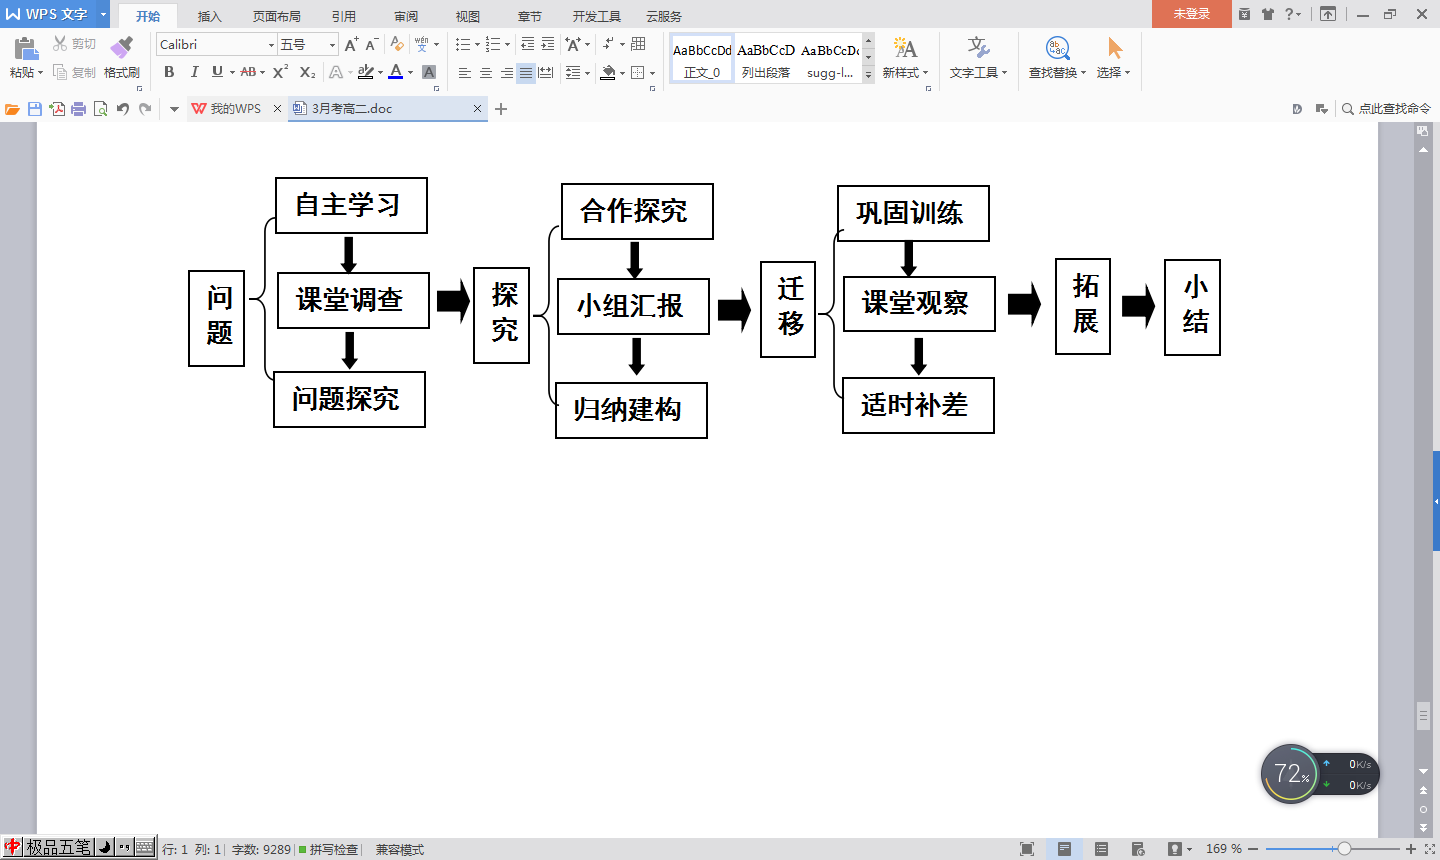 WPS 文字
开始 插入 页面布局 引用 审阅 视图 章节 开发工具 云服务
未登录
粘贴 剪切 复制 格式刷
Calibri 五号
B I U AB X² X₂ A ab A A
AaBbCcDd AaBbCcD AaBbCcDc
正文_0 列出段落 sugg-l...
新样式 文字工具 查找替换 选择
我的WPS 3月考高二.doc
点此查找命令
问题
自主学习
课堂调查
问题探究
探究
合作探究
小组汇报
归纳建构
迁移
巩固训练
课堂观察
适时补差
拓展
小结
72%
0K/s
0K/s
中 极品五笔
行: 1 列: 1 字数: 9289 拼写检查 兼容模式
169 %